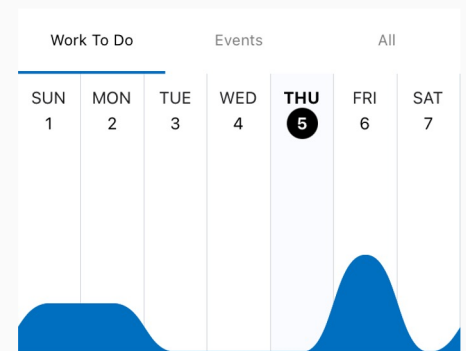 Work To Do Events All
SUN MON TUE WED THU FRI SAT
1 2 3 4 5 6 7